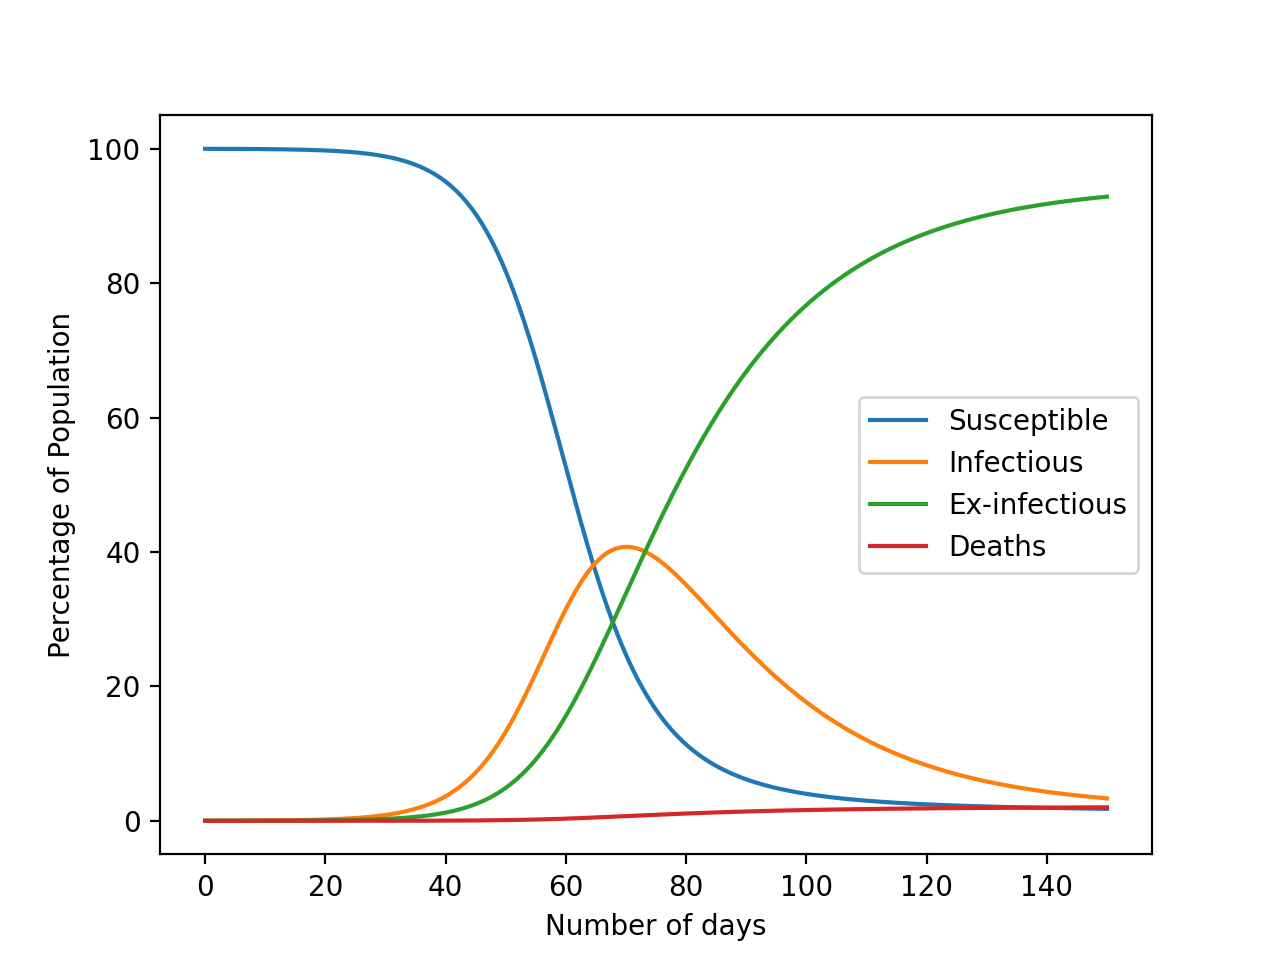 100
80
60
40
20
0
Percentage of Population
Susceptible
Infectious
Ex-infectious
Deaths
0 20 40 60 80 100 120 140
Number of days